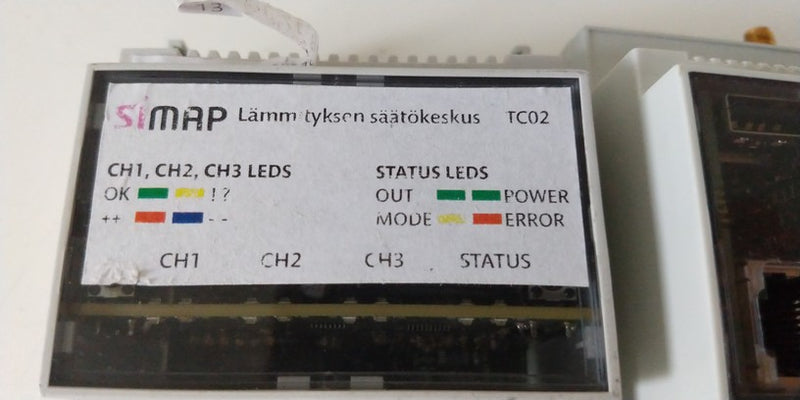 13
SIMAP Lämmityksen säätökeskus TC02
CH1, CH2, CH3 LEDS STATUS LEDS
OK ! ? OUT POWER
++ - - MODE ERROR
CH1 CH2 CH3 STATUS